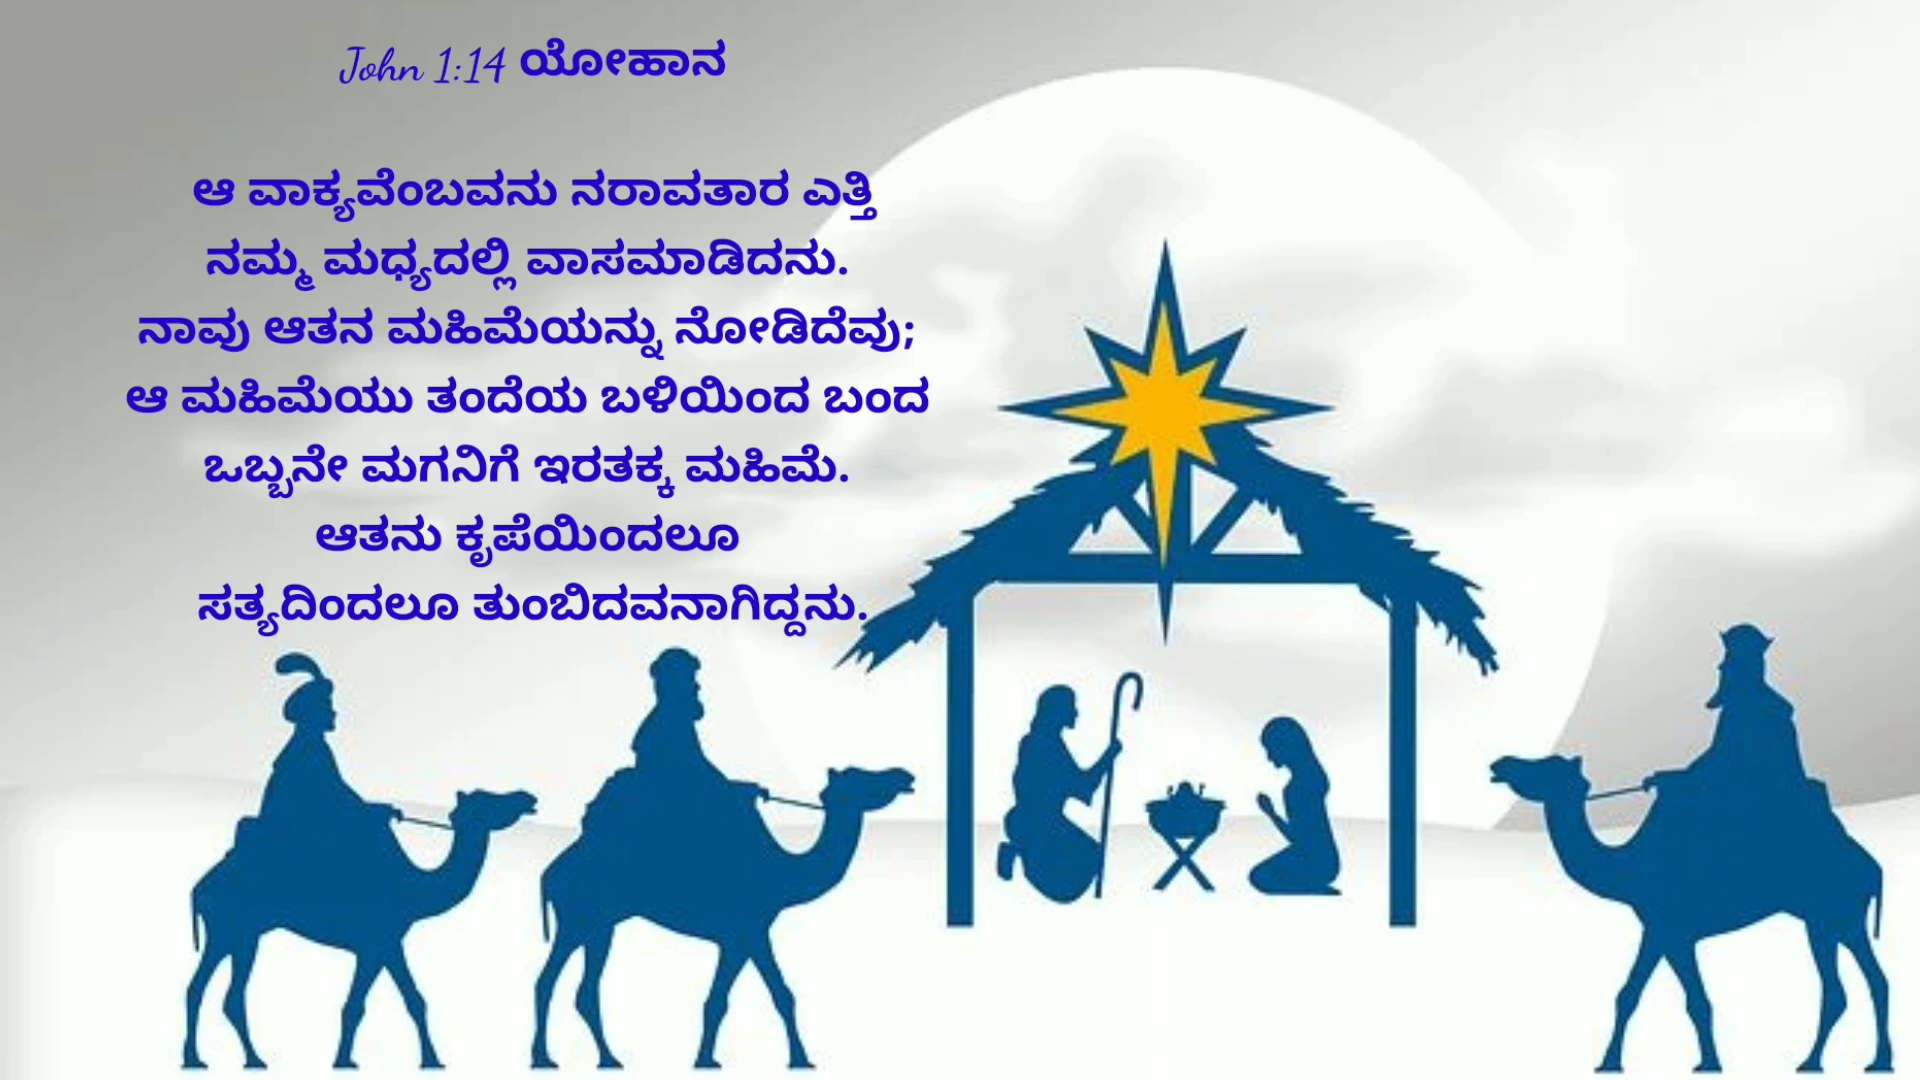 John 1:14 ಯೋಹಾನ
ಆ ವಾಕ್ಯವೆಂಬವನು ನರಾವತಾರ ಎತ್ತಿ
ನಮ್ಮ ಮಧ್ಯದಲ್ಲಿ ವಾಸಮಾಡಿದನು.
ನಾವು ಆತನ ಮಹಿಮೆಯನ್ನು ನೋಡಿದೆವು;
ಆ ಮಹಿಮೆಯು ತಂದೆಯ ಬಳಿಯಿಂದ ಬಂದ
ಒಬ್ಬನೇ ಮಗನಿಗೆ ಇರತಕ್ಕ ಮಹಿಮೆ.
ಆತನು ಕೃಪೆಯಿಂದಲೂ
ಸತ್ಯದಿಂದಲೂ ತುಂಬಿದವನಾಗಿದ್ದನು.